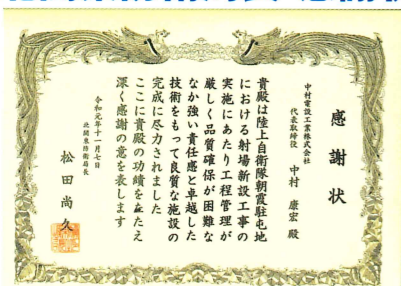 感謝状
中村電設工業株式会社
代表取締役 中村 康宏 殿
貴殿は陸上自衛隊朝霞駐屯地
における射場新設工事の
実施にあたり工程管理が
厳しく品質確保が困難な
なか強い責任感と卓越した
技術をもって良質な施設の
完成に尽力されました
ここに貴殿の功績をたたえ
深く感謝の意を表します
令和元年十一月七日
北関東防衛局長
松田尚久